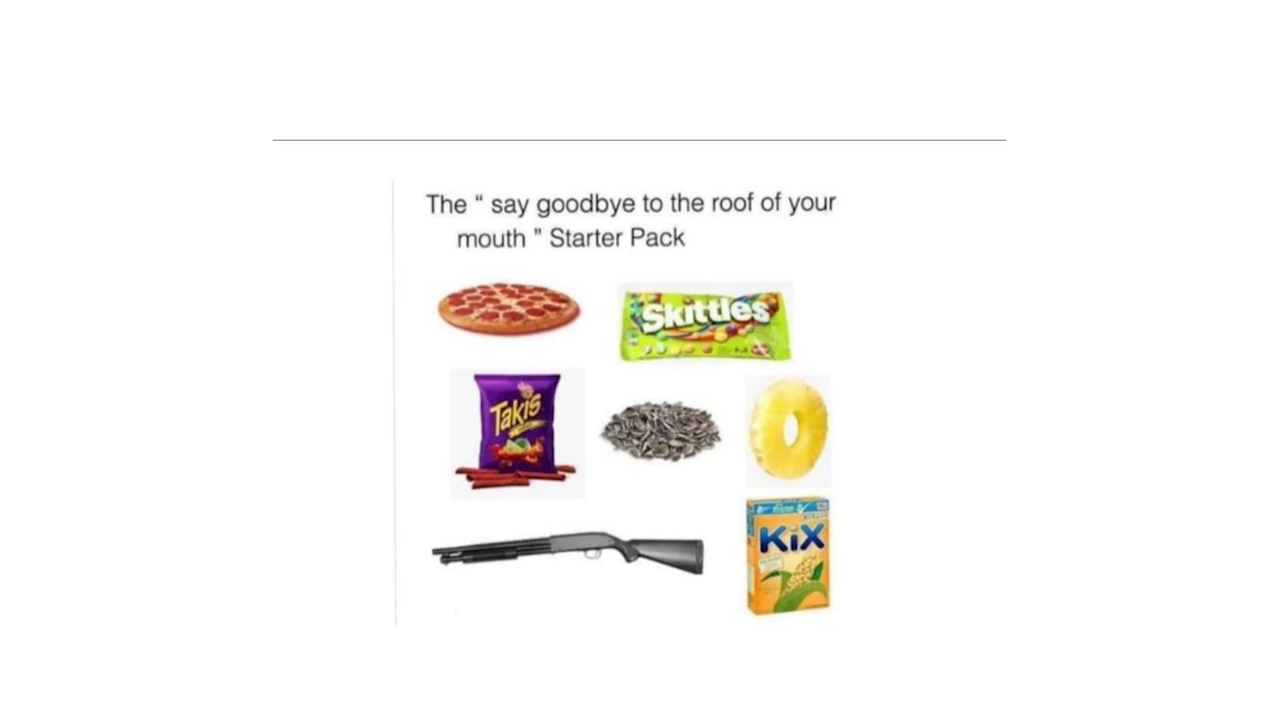 The “ say goodbye to the roof of your
mouth ” Starter Pack
Skittles
Takis
Kix